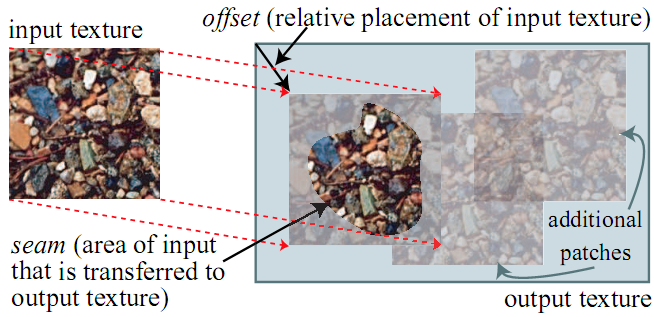 input texture
offset (relative placement of input texture)
seam (area of input
that is transferred to
output texture)
additional
patches
output texture